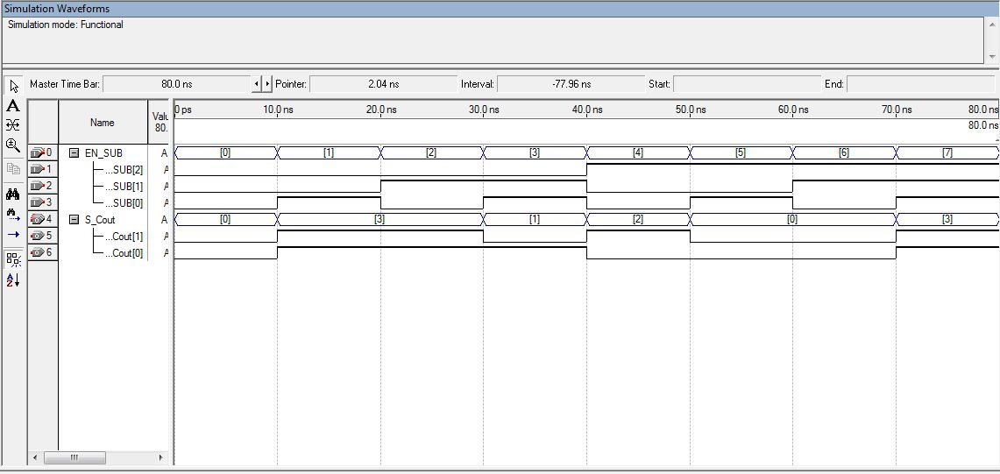 Simulation Waveforms
Simulation mode: Functional
Master Time Bar: 80.0 ns Pointer: 2.04 ns Interval: -77.96 ns Start: End:
Name Valu 80. 0 ps 10.0 ns 20.0 ns 30.0 ns 40.0 ns 50.0 ns 60.0 ns 70.0 ns 80.0 ns
80.0 ns
0 EN_SUB A [0] [1] [2] [3] [4] [5] [6] [7]
1 ...SUB[2] A
2 ...SUB[1] A
3 ...SUB[0] A
4 S_Cout A [0] [3] [1] [2] [0] [3]
5 ...Cout[1] A
6 ...Cout[0] A